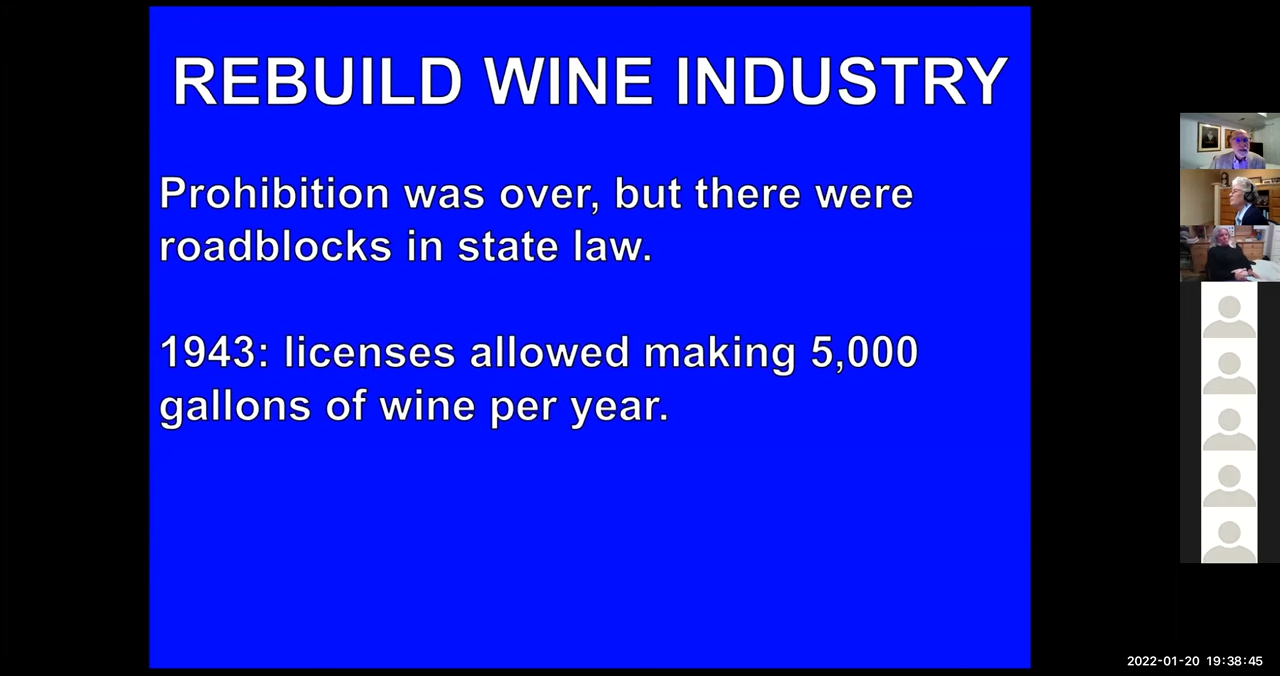 REBUILD WINE INDUSTRY
Prohibition was over, but there were
roadblocks in state law.
1943: licenses allowed making 5,000
gallons of wine per year.
2022-01-20 19:38:45